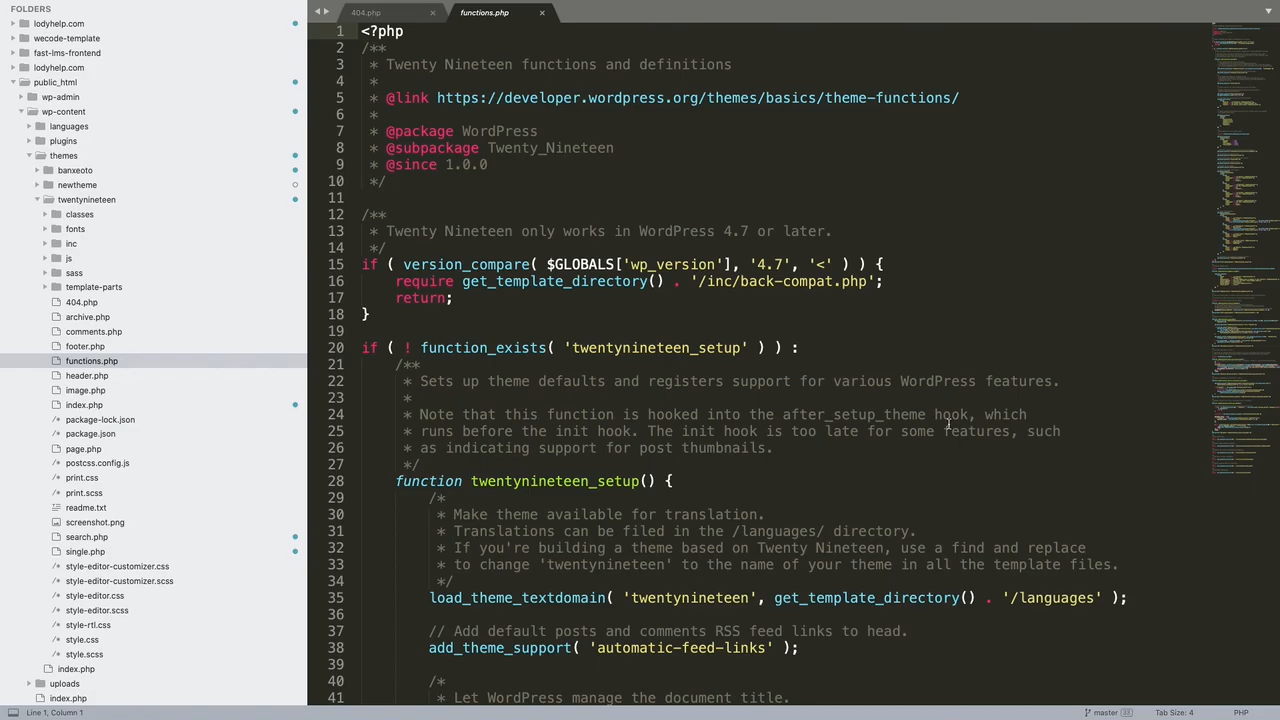 FOLDERS
lodyhelp.com
wecode-template
fast-lms-frontend
lodyhelp.com
public_html
wp-admin
wp-content
languages
plugins
themes
banxeoto
newtheme
twentynineteen
classes
fonts
inc
js
sass
template-parts
404.php
archive.php
comments.php
footer.php
functions.php
header.php
image.php
index.php
package-lock.json
package.json
page.php
postcss.config.js
print.css
print.scss
readme.txt
screenshot.png
search.php
single.php
style-editor-customizer.css
style-editor-customizer.scss
style-editor.css
style-editor.scss
style-rtl.css
style.css
style.scss
index.php
uploads
index.php
404.php
functions.php
1 <?php
2 /**
3 * Twenty Nineteen functions and definitions
4 *
5 * @link https://developer.wordpress.org/themes/basics/theme-functions/
6 *
7 * @package WordPress
8 * @subpackage Twenty_Nineteen
9 * @since 1.0.0
10 */
11
12 /**
13 * Twenty Nineteen only works in WordPress 4.7 or later.
14 */
15 if ( version_compare( $GLOBALS['wp_version'], '4.7', '<' ) ) {
16 require get_template_directory() . '/inc/back-compat.php';
17 return;
18 }
19
20 if ( ! function_exists( 'twentynineteen_setup' ) ) :
21 /**
22 * Sets up theme defaults and registers support for various WordPress features.
23 *
24 * Note that this function is hooked into the after_setup_theme hook, which
25 * runs before the init hook. The init hook is too late for some features, such
26 * as indicating support for post thumbnails.
27 */
28 function twentynineteen_setup() {
29 /*
30 * Make theme available for translation.
31 * Translations can be filed in the /languages/ directory.
32 * If you're building a theme based on Twenty Nineteen, use a find and replace
33 * to change 'twentynineteen' to the name of your theme in all the template files.
34 */
35 load_theme_textdomain( 'twentynineteen', get_template_directory() . '/languages' );
36
37 // Add default posts and comments RSS feed links to head.
38 add_theme_support( 'automatic-feed-links' );
39
40 /*
41 * Let WordPress manage the document title.
Line 1, Column 1
master
Tab Size: 4
PHP